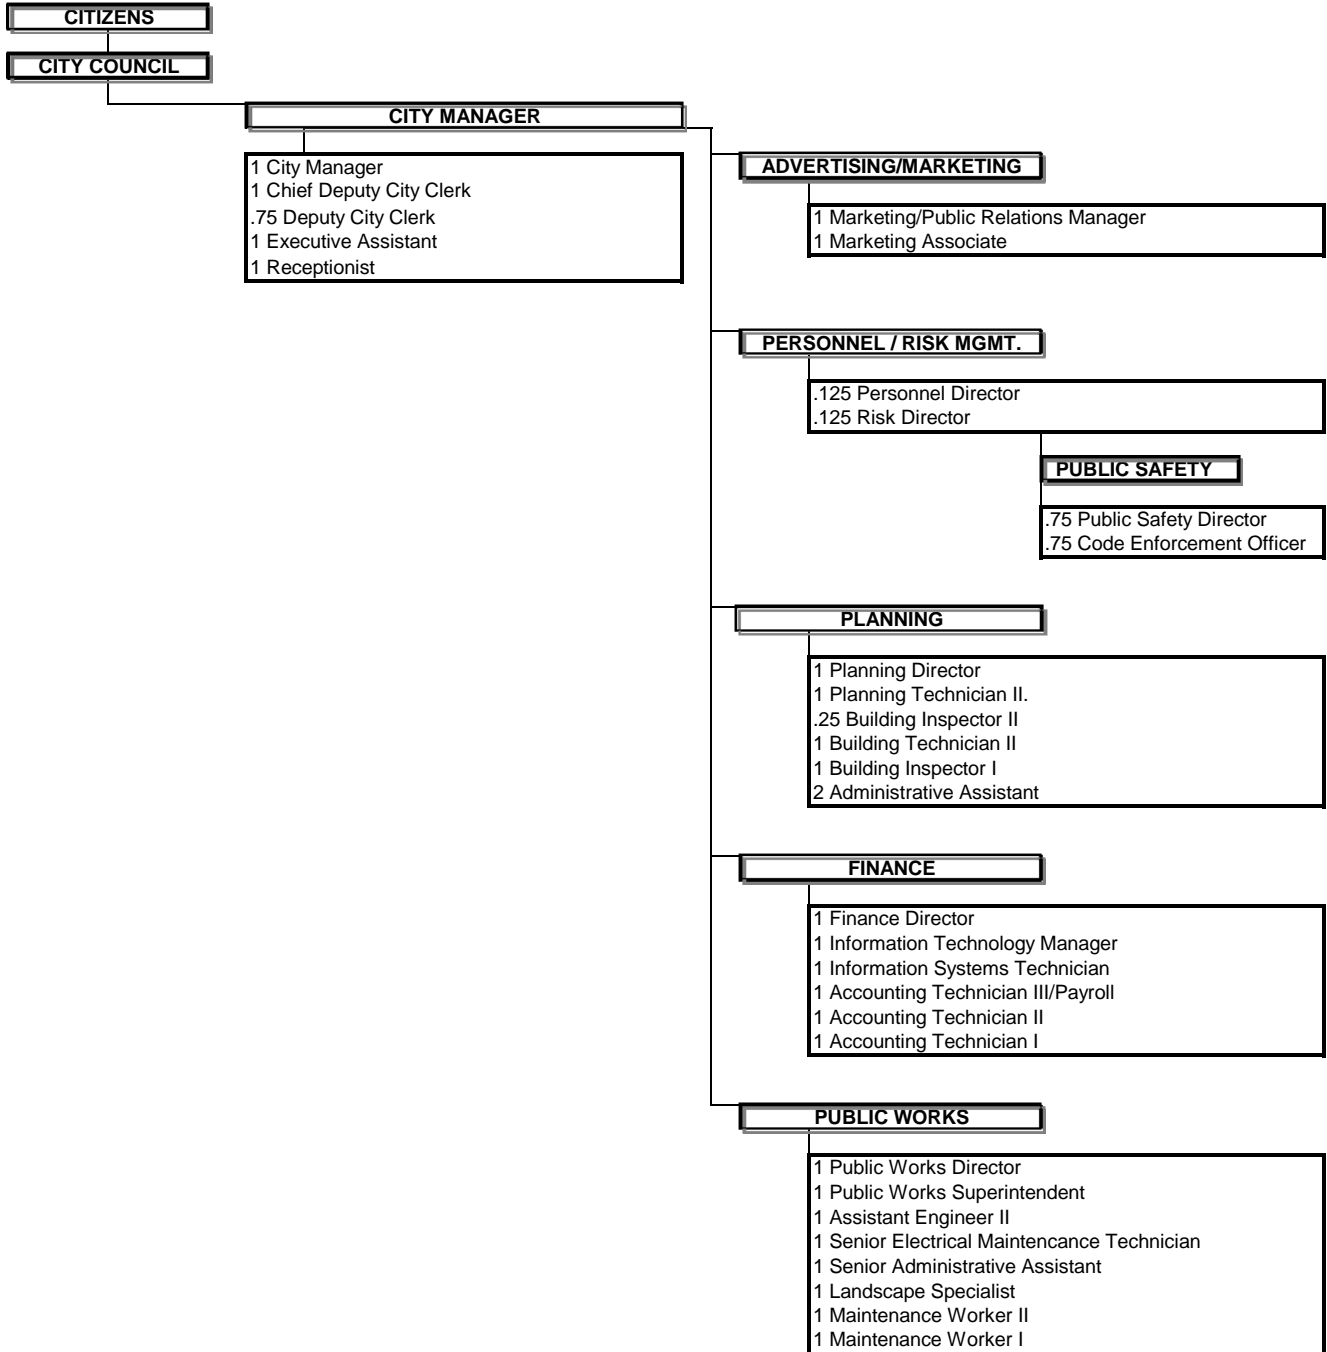 CITIZENS
CITY COUNCIL
CITY MANAGER
1 City Manager
1 Chief Deputy City Clerk
.75 Deputy City Clerk
1 Executive Assistant
1 Receptionist
ADVERTISING/MARKETING
1 Marketing/Public Relations Manager
1 Marketing Associate
PERSONNEL / RISK MGMT.
.125 Personnel Director
.125 Risk Director
PUBLIC SAFETY
.75 Public Safety Director
.75 Code Enforcement Officer
PLANNING
1 Planning Director
1 Planning Technician II.
.25 Building Inspector II
1 Building Technician II
1 Building Inspector I
2 Administrative Assistant
FINANCE
1 Finance Director
1 Information Technology Manager
1 Information Systems Technician
1 Accounting Technician III/Payroll
1 Accounting Technician II
1 Accounting Technician I
PUBLIC WORKS
1 Public Works Director
1 Public Works Superintendent
1 Assistant Engineer II
1 Senior Electrical Maintencance Technician
1 Senior Administrative Assistant
1 Landscape Specialist
1 Maintenance Worker II
1 Maintenance Worker I